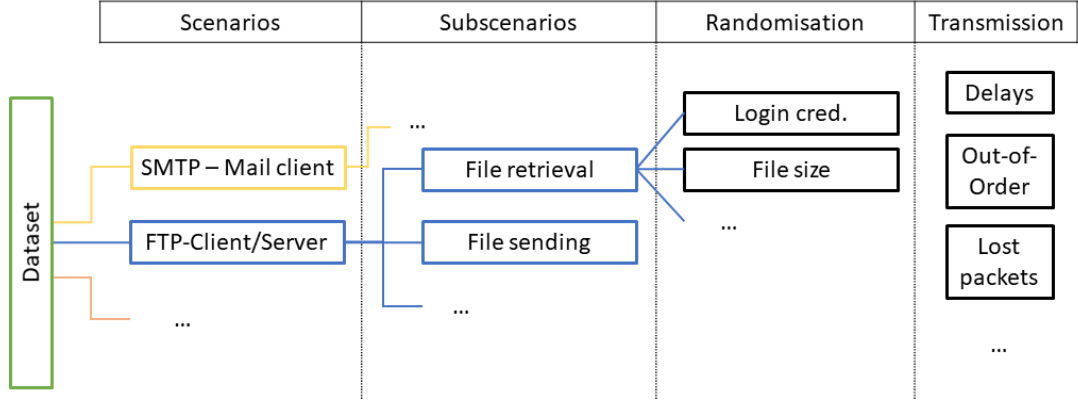 Scenarios
Subscenarios
Randomisation
Transmission
Dataset
SMTP – Mail client
FTP-Client/Server
...
...
File retrieval
File sending
...
Login cred.
File size
...
Delays
Out-of-
Order
Lost
packets
...